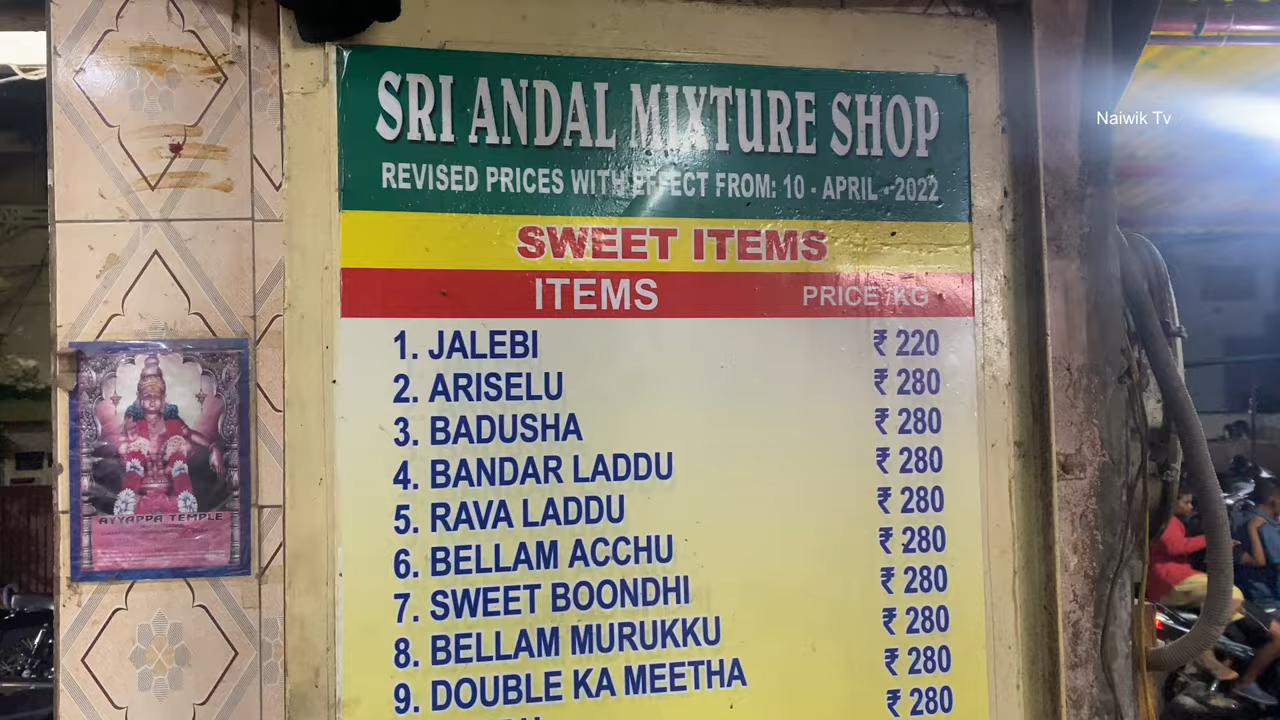 Naiwik Tv
SRI ANDAL MIXTURE SHOP
REVISED PRICES WITH EFFECT FROM: 10 - APRIL - 2022
SWEET ITEMS
ITEMS PRICE /KG
1. JALEBI ₹ 220
2. ARISELU ₹ 280
3. BADUSHA ₹ 280
4. BANDAR LADDU ₹ 280
5. RAVA LADDU ₹ 280
6. BELLAM ACCHU ₹ 280
7. SWEET BOONDHI ₹ 280
8. BELLAM MURUKKU ₹ 280
9. DOUBLE KA MEETHA ₹ 280
₹ 280
AYYAPPA TEMPLE